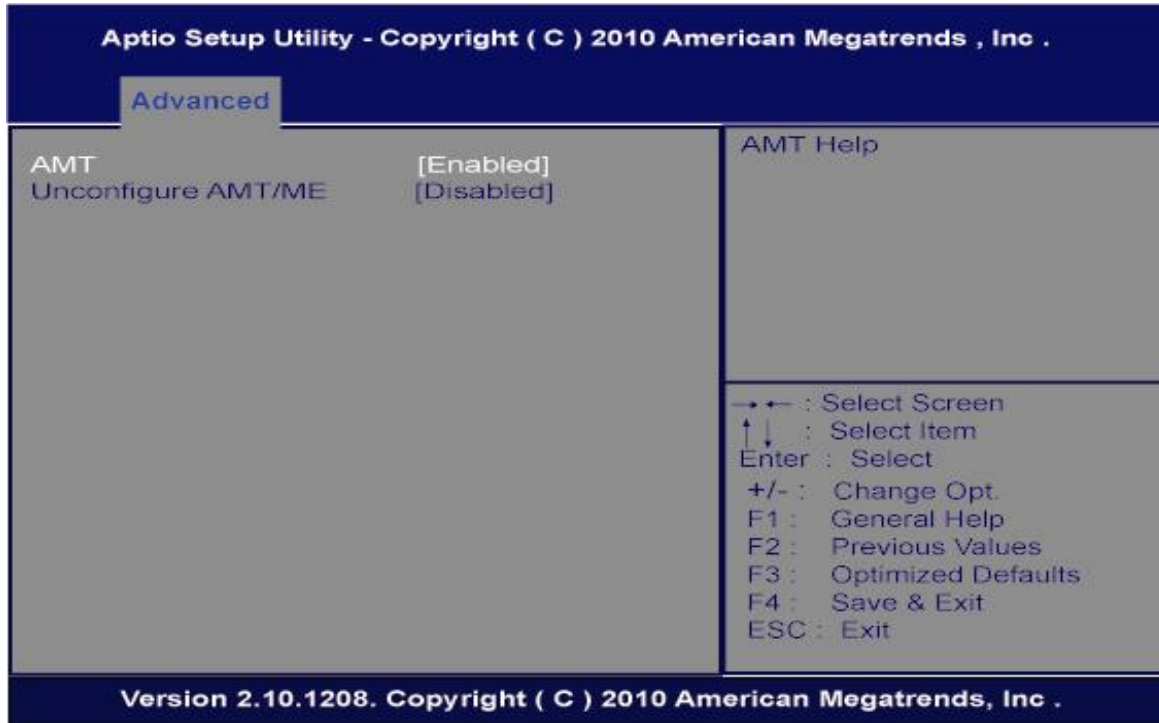 Aptio Setup Utility - Copyright ( C ) 2010 American Megatrends , Inc .
Advanced
AMT [Enabled]
Unconfigure AMT/ME [Disabled]
AMT Help
→ ← : Select Screen
↑ ↓ : Select Item
Enter : Select
+/- : Change Opt.
F1 : General Help
F2 : Previous Values
F3 : Optimized Defaults
F4 : Save & Exit
ESC : Exit
Version 2.10.1208. Copyright ( C ) 2010 American Megatrends, Inc .